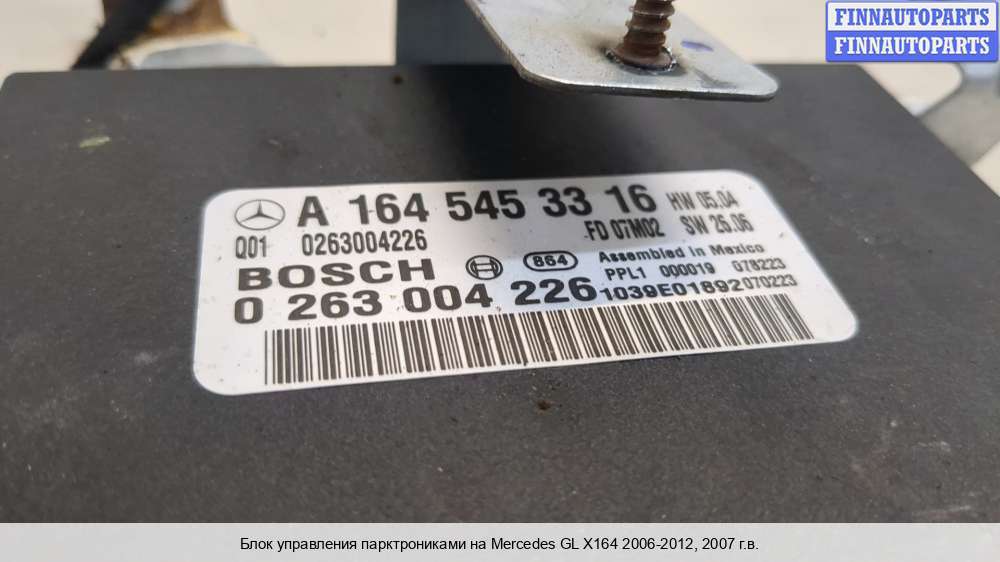 FINNAUTOPARTS
FINNAUTOPARTS
A 164 545 33 16 HW 05.04
Q01 0263004226 FD 07M02 SW 25.06
BOSCH 864 Assembled in Mexico
PPL1 000019 078223
0 263 004 226 1039E01892070223
Блок управления парктрониками на Mercedes GL X164 2006-2012, 2007 г.в.